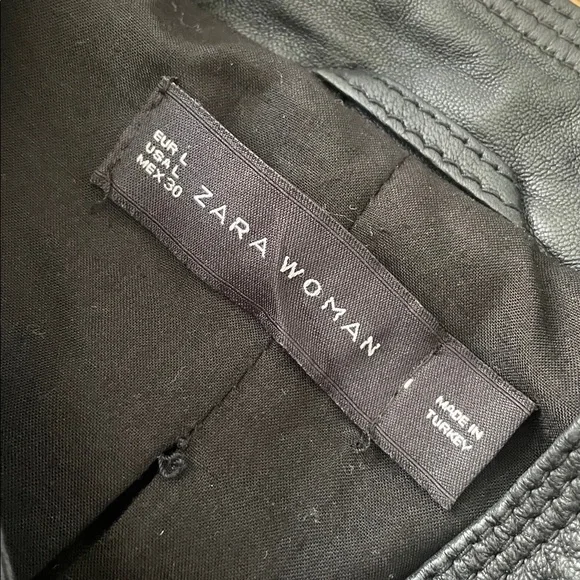 EUR L
USA L
MEX 30
ZARA WOMAN
MADE IN
TURKEY